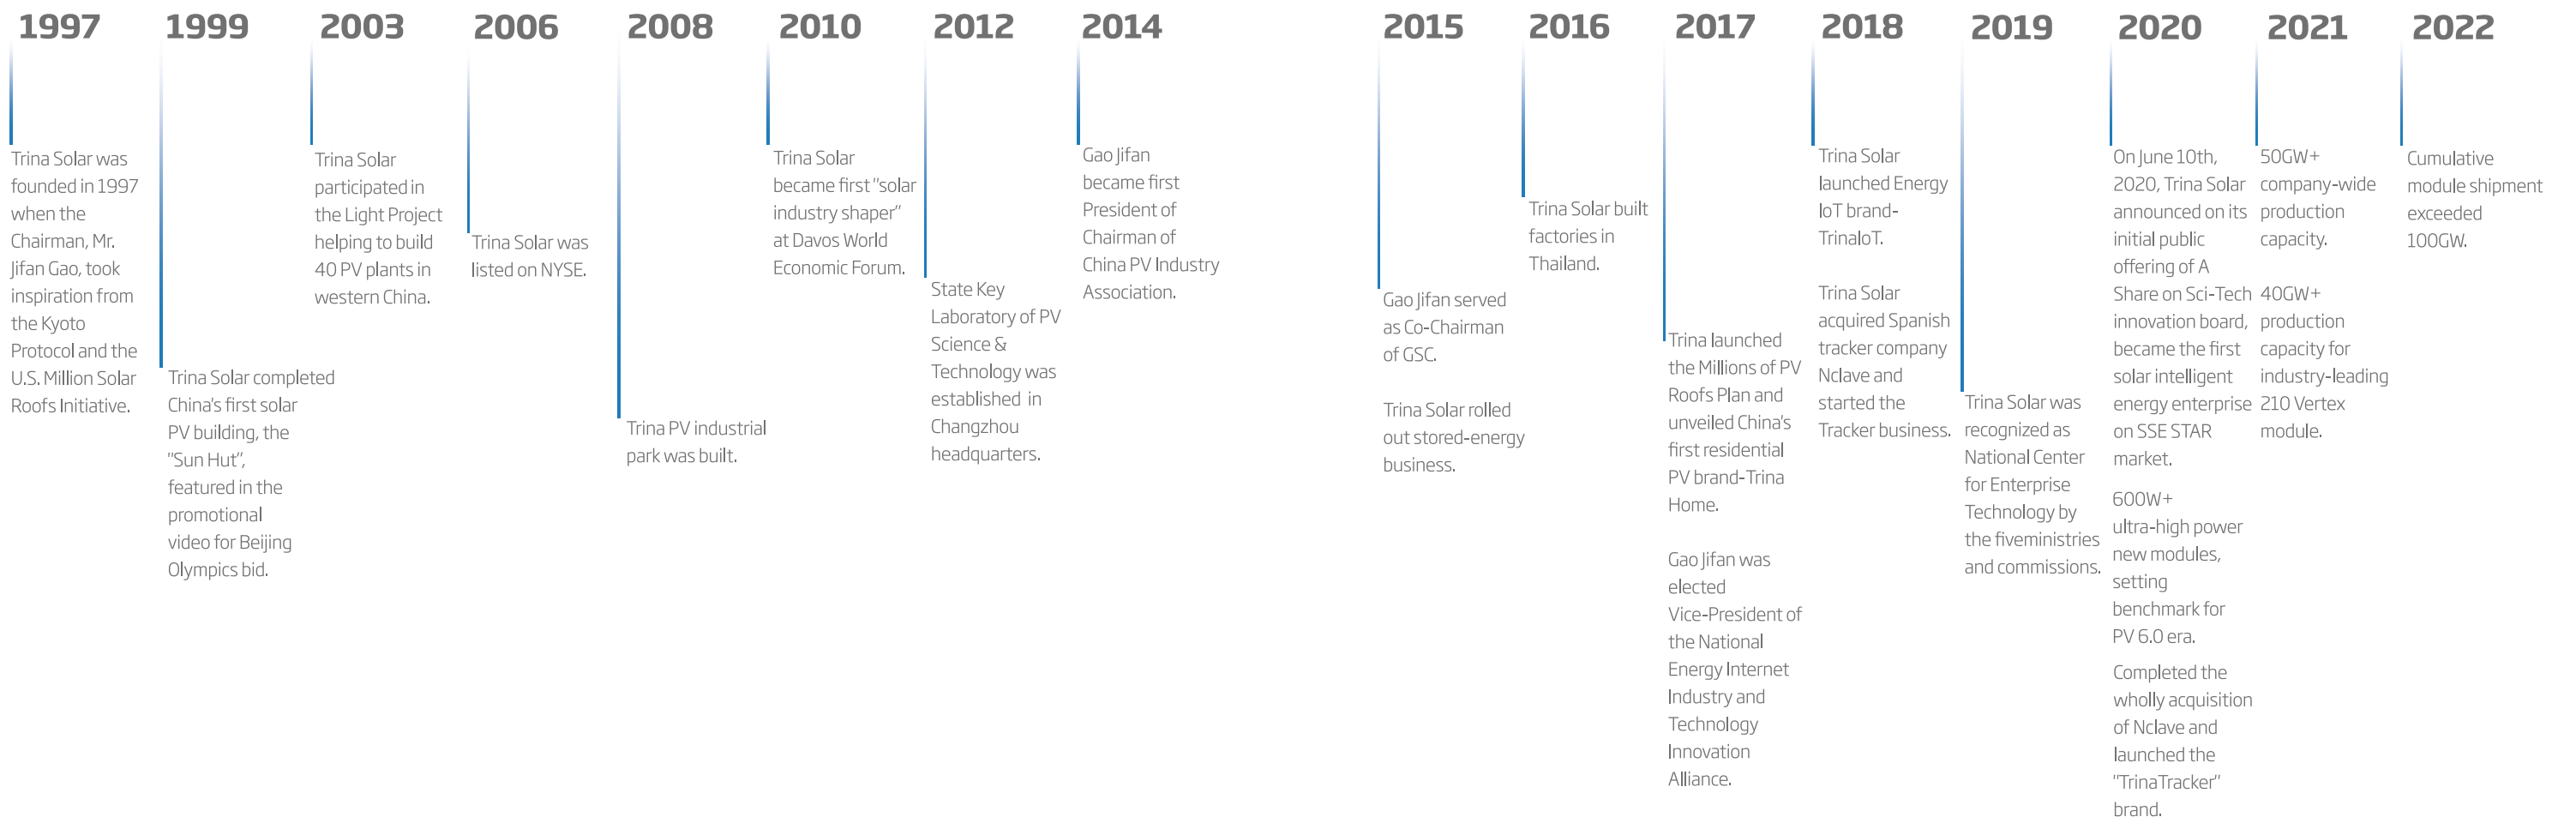 1997
Trina Solar was
founded in 1997
when the
Chairman, Mr.
Jifan Gao, took
inspiration from
the Kyoto
Protocol and the
U.S. Million Solar
Roofs Initiative.
1999
Trina Solar completed
China's first solar
PV building, the
"Sun Hut",
featured in the
promotional
video for Beijing
Olympics bid.
2003
Trina Solar
participated in
the Light Project
helping to build
40 PV plants in
western China.
2006
Trina Solar was
listed on NYSE.
2008
Trina PV industrial
park was built.
2010
Trina Solar
became first "solar
industry shaper"
at Davos World
Economic Forum.
2012
State Key
Laboratory of PV
Science &
Technology was
established in
Changzhou
headquarters.
2014
Gao Jifan
became first
President of
Chairman of
China PV Industry
Association.
2015
Gao Jifan served
as Co-Chairman
of GSC.
Trina Solar rolled
out stored-energy
business.
2016
Trina Solar built
factories in
Thailand.
2017
Trina launched
the Millions of PV
Roofs Plan and
unveiled China's
first residential
PV brand-Trina
Home.
Gao Jifan was
elected
Vice-President of
the National
Energy Internet
Industry and
Technology
Innovation
Alliance.
2018
Trina Solar
launched Energy
IoT brand-
TrinaIoT.
Trina Solar
acquired Spanish
tracker company
Nclave and
started the
Tracker business.
2019
Trina Solar was
recognized as
National Center
for Enterprise
Technology by
the fiveministries
and commissions.
2020
On June 10th,
2020, Trina Solar
announced on its
initial public
offering of A
Share on Sci-Tech
innovation board,
became the first
solar intelligent
energy enterprise
on SSE STAR
market.
600W+
ultra-high power
new modules,
setting
benchmark for
PV 6.0 era.
Completed the
wholly acquisition
of Nclave and
launched the
"TrinaTracker"
brand.
2021
50GW+
company-wide
production
capacity.
40GW+
production
capacity for
industry-leading
210 Vertex
module.
2022
Cumulative
module shipment
exceeded
100GW.